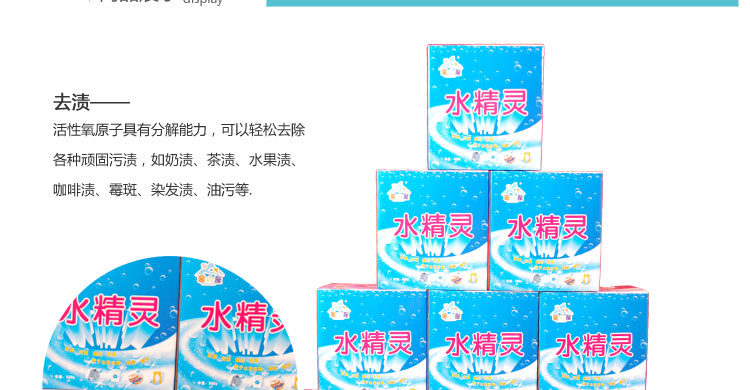 display
去渍——
活性氧原子具有分解能力，可以轻松去除
各种顽固污渍，如奶渍、茶渍、水果渍、
咖啡渍、霉斑、染发渍、油污等.
水精灵
水精灵
水精灵
水精灵
水精灵
水精灵
水精灵
水精灵